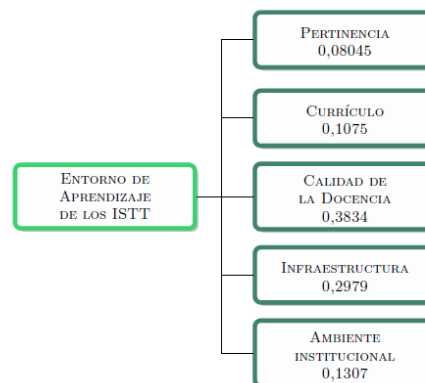 Pertinencia
0,08045
Currículo
0,1075
Entorno de
Aprendizaje
de los ISTT
Calidad de
la Docencia
0,3834
Infraestructura
0,2979
Ambiente
institucional
0,1307